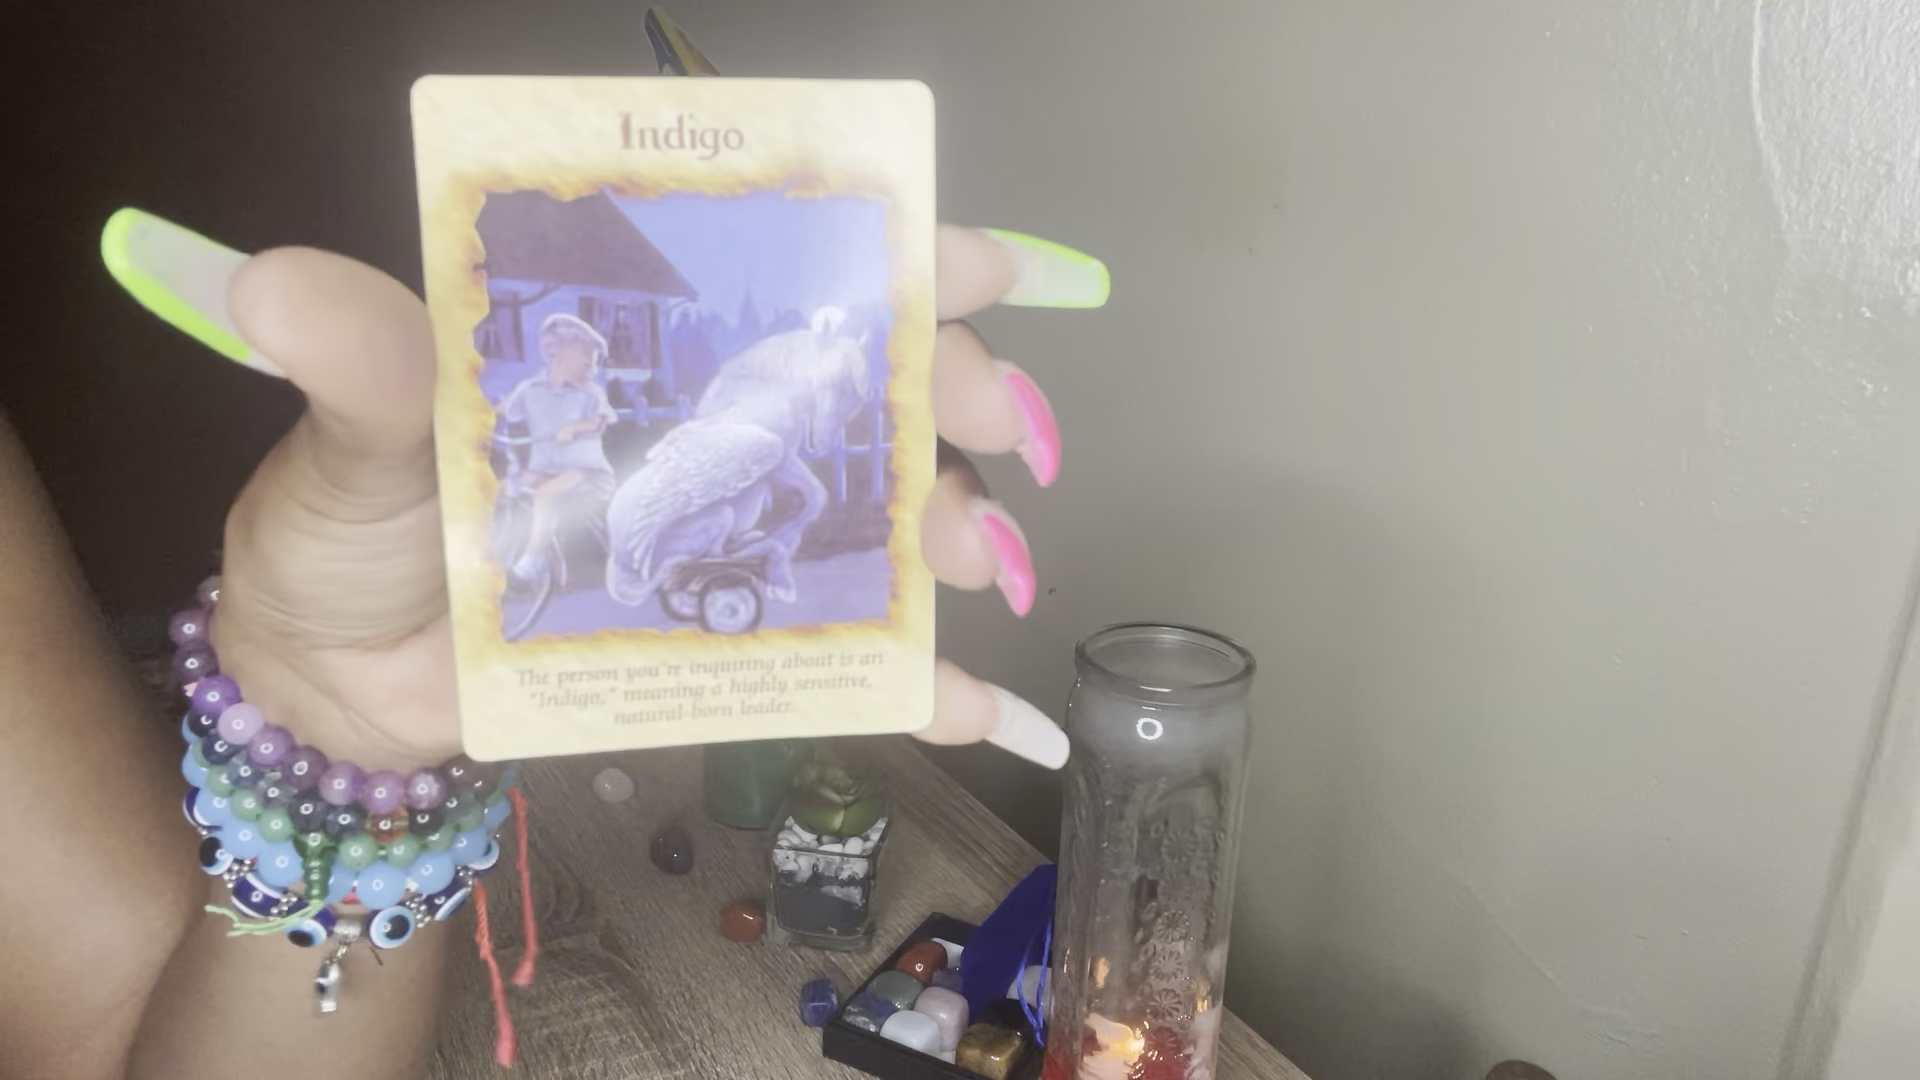 Indigo
The person you're inquiring about is an
"Indigo," meaning a highly sensitive,
natural-born leader.